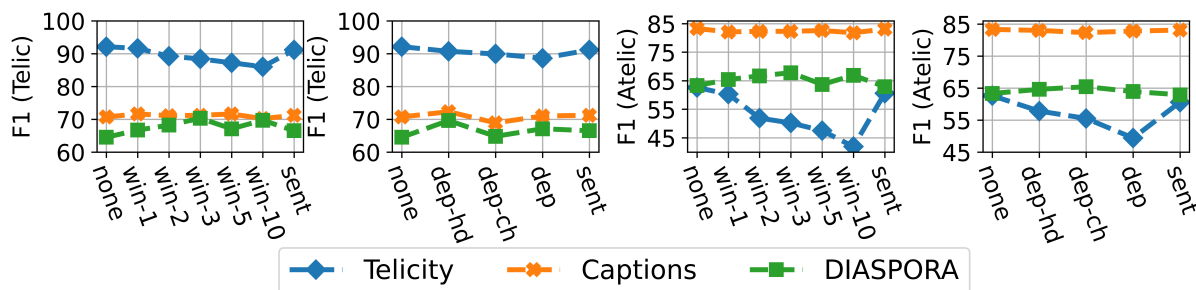 F1 (Telic)
100
90
80
70
60
none
win-1
win-2
win-3
win-5
win-10
sent
F1 (Telic)
100
90
80
70
60
none
dep-hd
dep-ch
dep
sent
F1 (Atelic)
85
75
65
55
45
none
win-1
win-2
win-3
win-5
win-10
sent
F1 (Atelic)
85
65
55
45
none
dep-hd
dep-ch
dep
sent
Telicity
Captions
DIASPORA